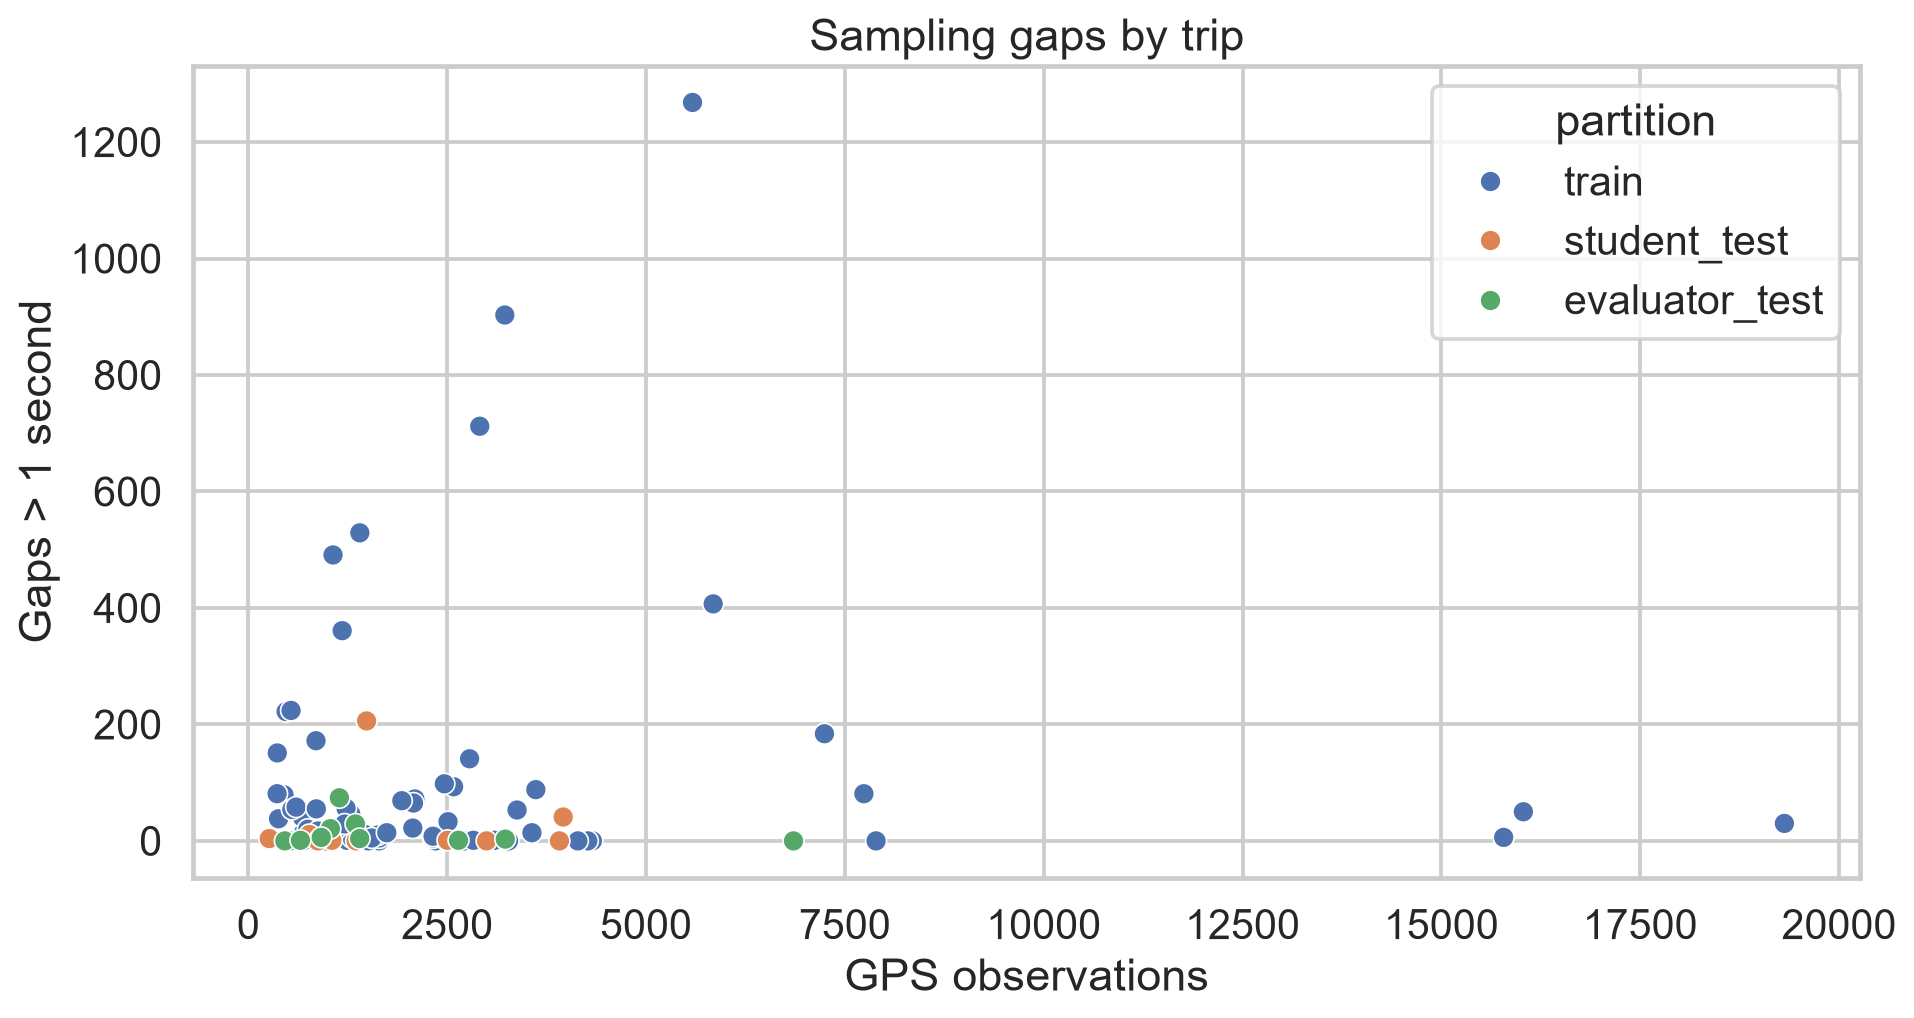 Sampling gaps by trip
partition
train
student_test
evaluator_test
Gaps > 1 second
1200
1000
800
600
400
200
0
0 2500 5000 7500 10000 12500 15000 17500 20000
GPS observations